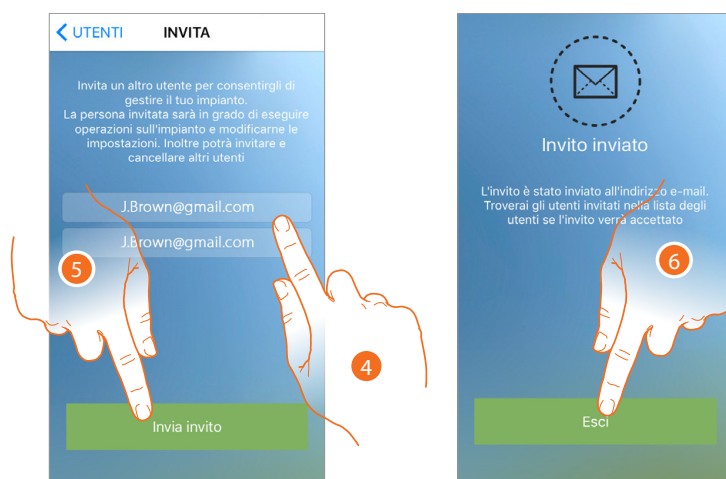 UTENTI INVITA
Invita un altro utente per consentirgli di
gestire il tuo impianto.
La persona invitata sarà in grado di eseguire
operazioni sull'impianto e modificarne le
impostazioni. Inoltre potrà invitare e
cancellare altri utenti
J.Brown@gmail.com
J.Brown@gmail.com
5
4
Invia invito
Invito inviato
L'invito è stato inviato all'indirizzo e-mail.
Troverai gli utenti invitati nella lista degli
utenti se l'invito verrà accettato
6
Esci